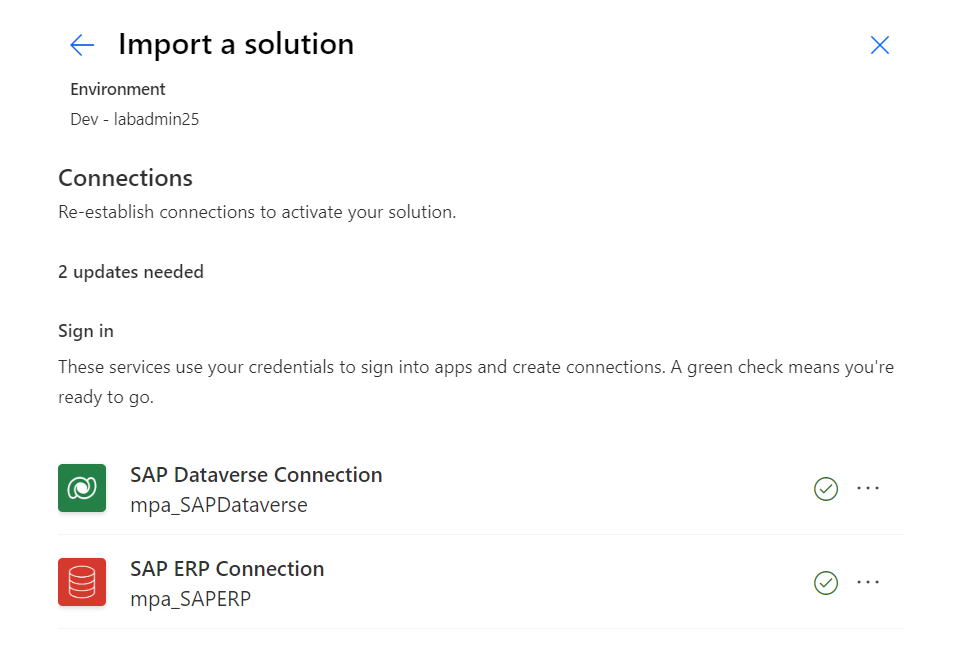 Import a solution
Environment
Dev - labadmin25
Connections
Re-establish connections to activate your solution.
2 updates needed
Sign in
These services use your credentials to sign into apps and create connections. A green check means you're
ready to go.
SAP Dataverse Connection
mpa_SAPDataverse
SAP ERP Connection
mpa_SAPERP